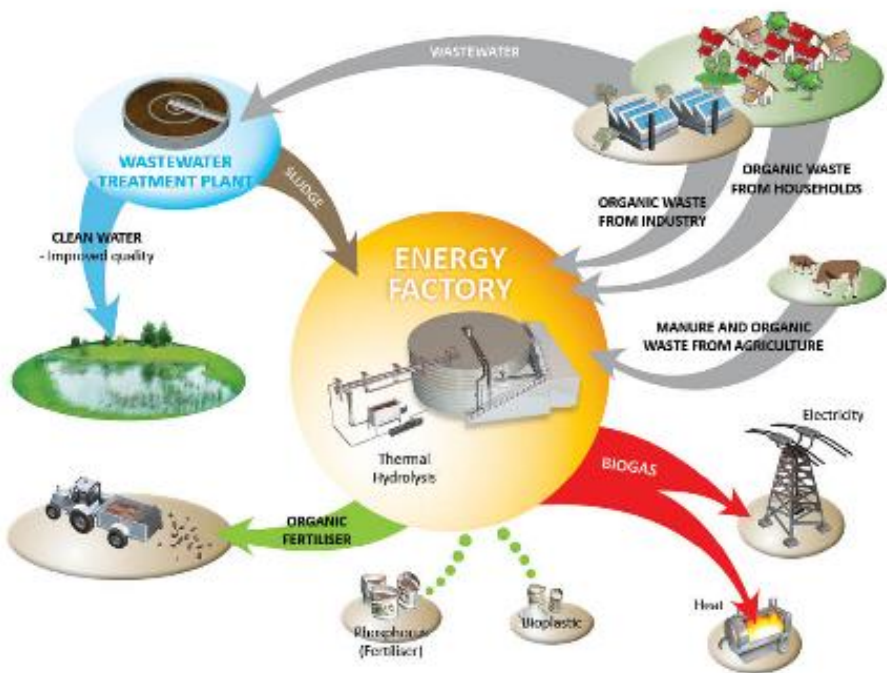 WASTEWATER
WASTEWATER
TREATMENT PLANT
SLUDGE
ORGANIC WASTE
FROM HOUSEHOLDS
ORGANIC WASTE
FROM INDUSTRY
CLEAN WATER
- Improved quality
ENERGY
FACTORY
MANURE AND ORGANIC
WASTE FROM AGRICULTURE
Thermal
Hydrolysis
Electricity
BIOGAS
ORGANIC
FERTILISER
Heat
Phosphorus
(Fertiliser)
Bioplastic